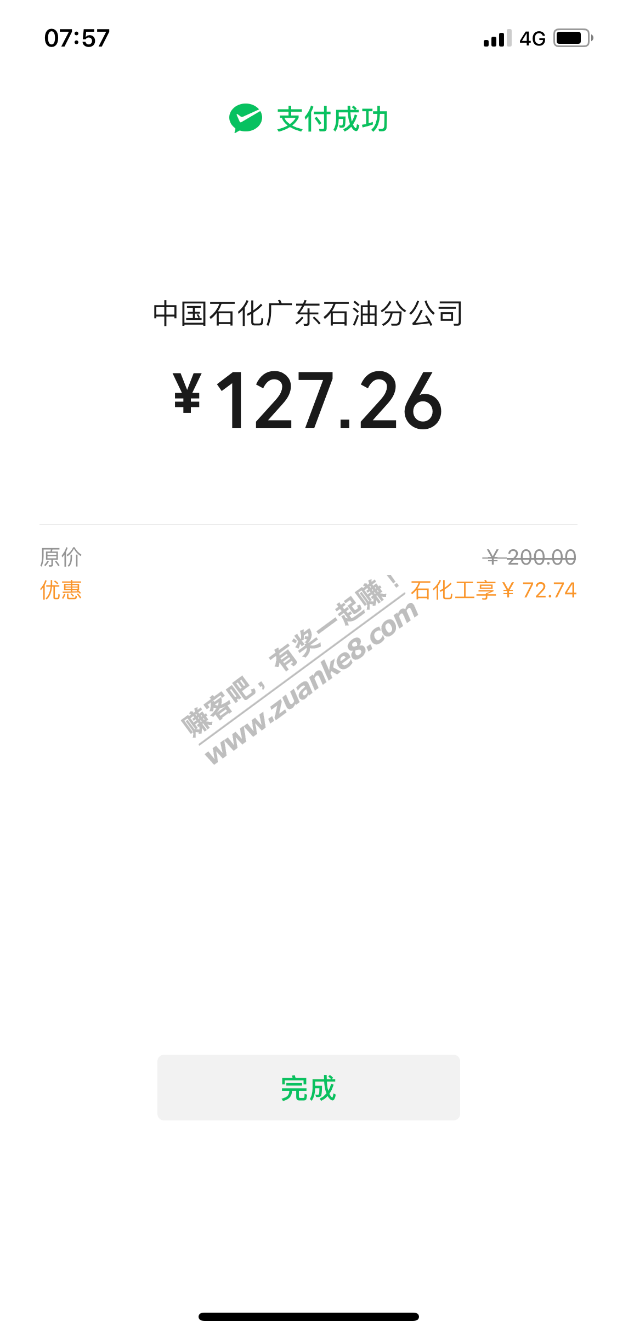 07:57
4G
支付成功
中国石化广东石油分公司
¥127.26
原价 ¥ 200.00
优惠 石化工享 ¥ 72.74
赚客吧，有奖一起赚！
www.zuanke8.com
完成